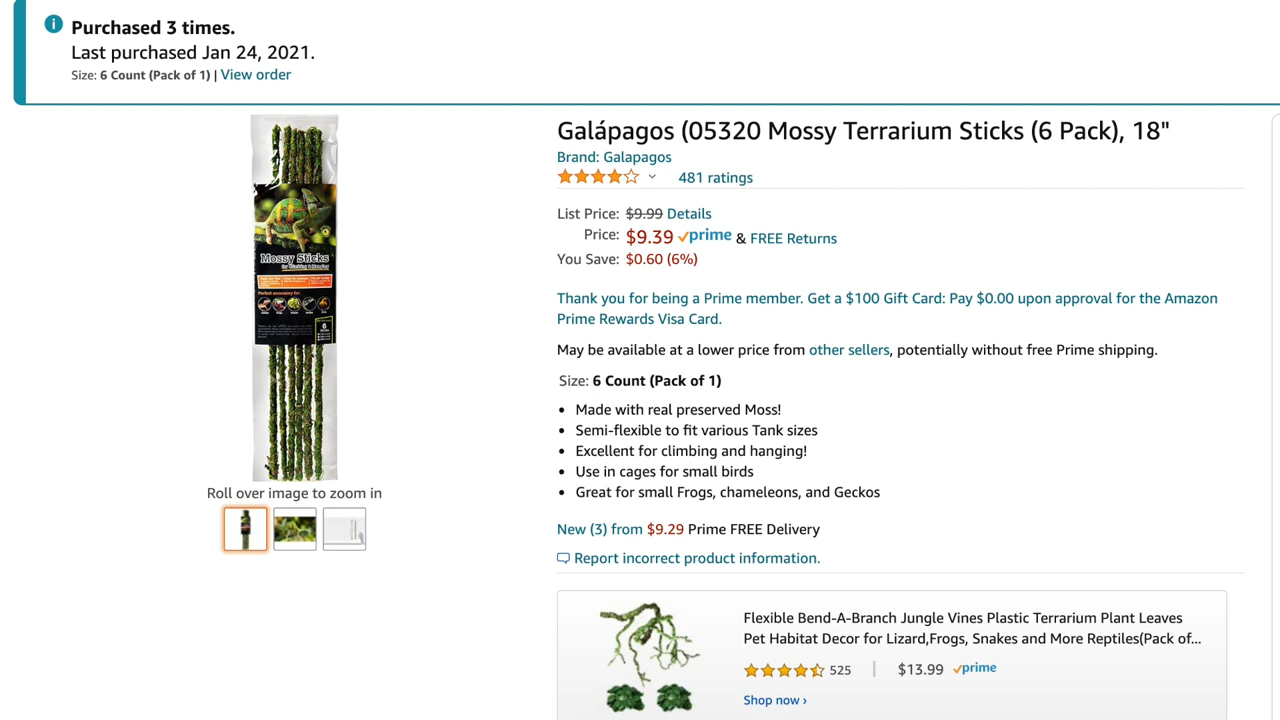 Purchased 3 times.
Last purchased Jan 24, 2021.
Size: 6 Count (Pack of 1) | View order
Galápagos (05320 Mossy Terrarium Sticks (6 Pack), 18"
Brand: Galapagos
481 ratings
List Price: $9.99 Details
Price: $9.39 prime & FREE Returns
You Save: $0.60 (6%)
Thank you for being a Prime member. Get a $100 Gift Card: Pay $0.00 upon approval for the Amazon
Prime Rewards Visa Card.
May be available at a lower price from other sellers, potentially without free Prime shipping.
Size: 6 Count (Pack of 1)
• Made with real preserved Moss!
• Semi-flexible to fit various Tank sizes
• Excellent for climbing and hanging!
• Use in cages for small birds
• Great for small Frogs, chameleons, and Geckos
New (3) from $9.29 Prime FREE Delivery
Report incorrect product information.
Mossy Sticks
for Climbing & Hanging
Perfect accessory for:
6
Roll over image to zoom in
Flexible Bend-A-Branch Jungle Vines Plastic Terrarium Plant Leaves
Pet Habitat Decor for Lizard,Frogs, Snakes and More Reptiles(Pack of...
525 | $13.99 prime
Shop now ›